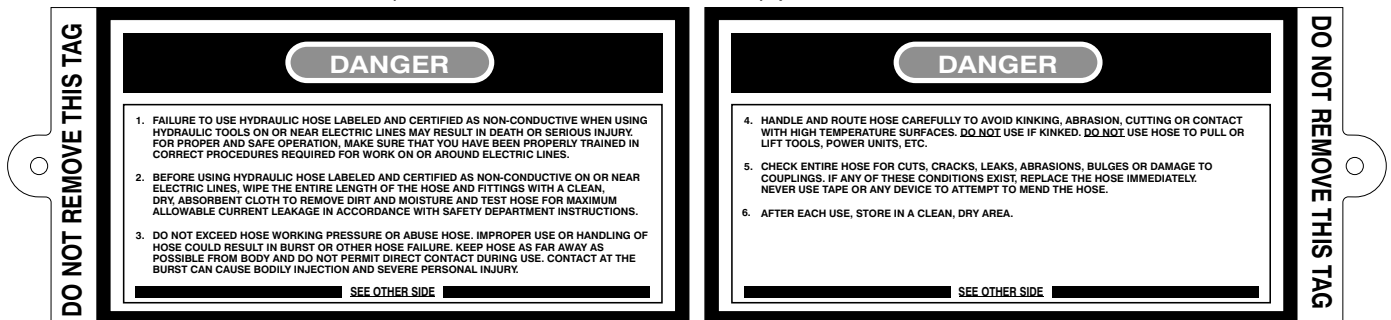 DO NOT REMOVE THIS TAG
DANGER
1. FAILURE TO USE HYDRAULIC HOSE LABELED AND CERTIFIED AS NON-CONDUCTIVE WHEN USING
HYDRAULIC TOOLS ON OR NEAR ELECTRIC LINES MAY RESULT IN DEATH OR SERIOUS INJURY.
FOR PROPER AND SAFE OPERATION, MAKE SURE THAT YOU HAVE BEEN PROPERLY TRAINED IN
CORRECT PROCEDURES REQUIRED FOR WORK ON OR AROUND ELECTRIC LINES.
2. BEFORE USING HYDRAULIC HOSE LABELED AND CERTIFIED AS NON-CONDUCTIVE ON OR NEAR
ELECTRIC LINES, WIPE THE ENTIRE LENGTH OF THE HOSE AND FITTINGS WITH A CLEAN,
DRY, ABSORBENT CLOTH TO REMOVE DIRT AND MOISTURE AND TEST HOSE FOR MAXIMUM
ALLOWABLE CURRENT LEAKAGE IN ACCORDANCE WITH SAFETY DEPARTMENT INSTRUCTIONS.
3. DO NOT EXCEED HOSE WORKING PRESSURE OR ABUSE HOSE. IMPROPER USE OR HANDLING OF
HOSE COULD RESULT IN BURST OR OTHER HOSE FAILURE. KEEP HOSE AS FAR AWAY AS
POSSIBLE FROM BODY AND DO NOT PERMIT DIRECT CONTACT DURING USE. CONTACT AT THE
BURST CAN CAUSE BODILY INJECTION AND SEVERE PERSONAL INJURY.
SEE OTHER SIDE
DANGER
4. HANDLE AND ROUTE HOSE CAREFULLY TO AVOID KINKING, ABRASION, CUTTING OR CONTACT
WITH HIGH TEMPERATURE SURFACES. DO NOT USE IF KINKED. DO NOT USE HOSE TO PULL OR
LIFT TOOLS, POWER UNITS, ETC.
5. CHECK ENTIRE HOSE FOR CUTS, CRACKS, LEAKS, ABRASIONS, BULGES OR DAMAGE TO
COUPLINGS. IF ANY OF THESE CONDITIONS EXIST, REPLACE THE HOSE IMMEDIATELY.
NEVER USE TAPE OR ANY DEVICE TO ATTEMPT TO MEND THE HOSE.
6. AFTER EACH USE, STORE IN A CLEAN, DRY AREA.
SEE OTHER SIDE
DO NOT REMOVE THIS TAG